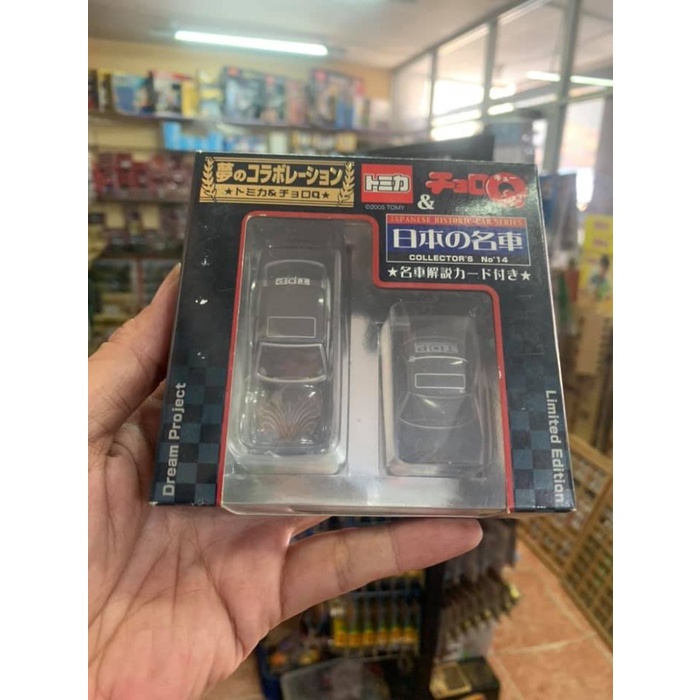 夢のコラボレーション
★トミカ&チョロQ★
トミカ
©2005 TOMY
&
チョロQ
JAPANESE HISTORIC CAR SERIES
日本の名車
COLLECTOR'S No'14
★名車解説カード付き★
Dream Project
Limited Edition